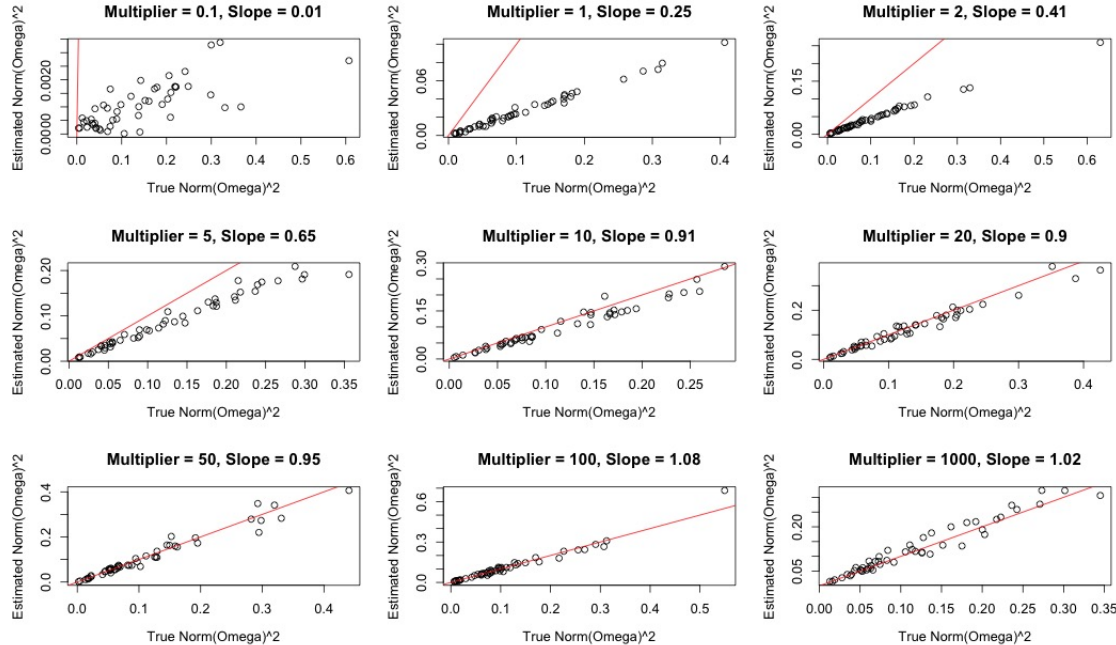 Multiplier = 0.1, Slope = 0.01
Estimated Norm(Omega)^2
0.0000 0.0020
0.0 0.1 0.2 0.3 0.4 0.5 0.6
True Norm(Omega)^2
Multiplier = 1, Slope = 0.25
Estimated Norm(Omega)^2
0.00 0.06
0.0 0.1 0.2 0.3 0.4
True Norm(Omega)^2
Multiplier = 2, Slope = 0.41
Estimated Norm(Omega)^2
0.00 0.15
0.0 0.1 0.2 0.3 0.4 0.5 0.6
True Norm(Omega)^2
Multiplier = 5, Slope = 0.65
Estimated Norm(Omega)^2
0.00 0.10 0.20
0.00 0.05 0.10 0.15 0.20 0.25 0.30 0.35
True Norm(Omega)^2
Multiplier = 10, Slope = 0.91
Estimated Norm(Omega)^2
0.00 0.15 0.30
0.00 0.05 0.10 0.15 0.20 0.25
True Norm(Omega)^2
Multiplier = 20, Slope = 0.9
Estimated Norm(Omega)^2
0.0 0.2
0.0 0.1 0.2 0.3 0.4
True Norm(Omega)^2
Multiplier = 50, Slope = 0.95
Estimated Norm(Omega)^2
0.0 0.2 0.4
0.0 0.1 0.2 0.3 0.4
True Norm(Omega)^2
Multiplier = 100, Slope = 1.08
Estimated Norm(Omega)^2
0.0 0.3 0.6
0.0 0.1 0.2 0.3 0.4 0.5
True Norm(Omega)^2
Multiplier = 1000, Slope = 1.02
Estimated Norm(Omega)^2
0.05 0.20
0.00 0.05 0.10 0.15 0.20 0.25 0.30 0.35
True Norm(Omega)^2